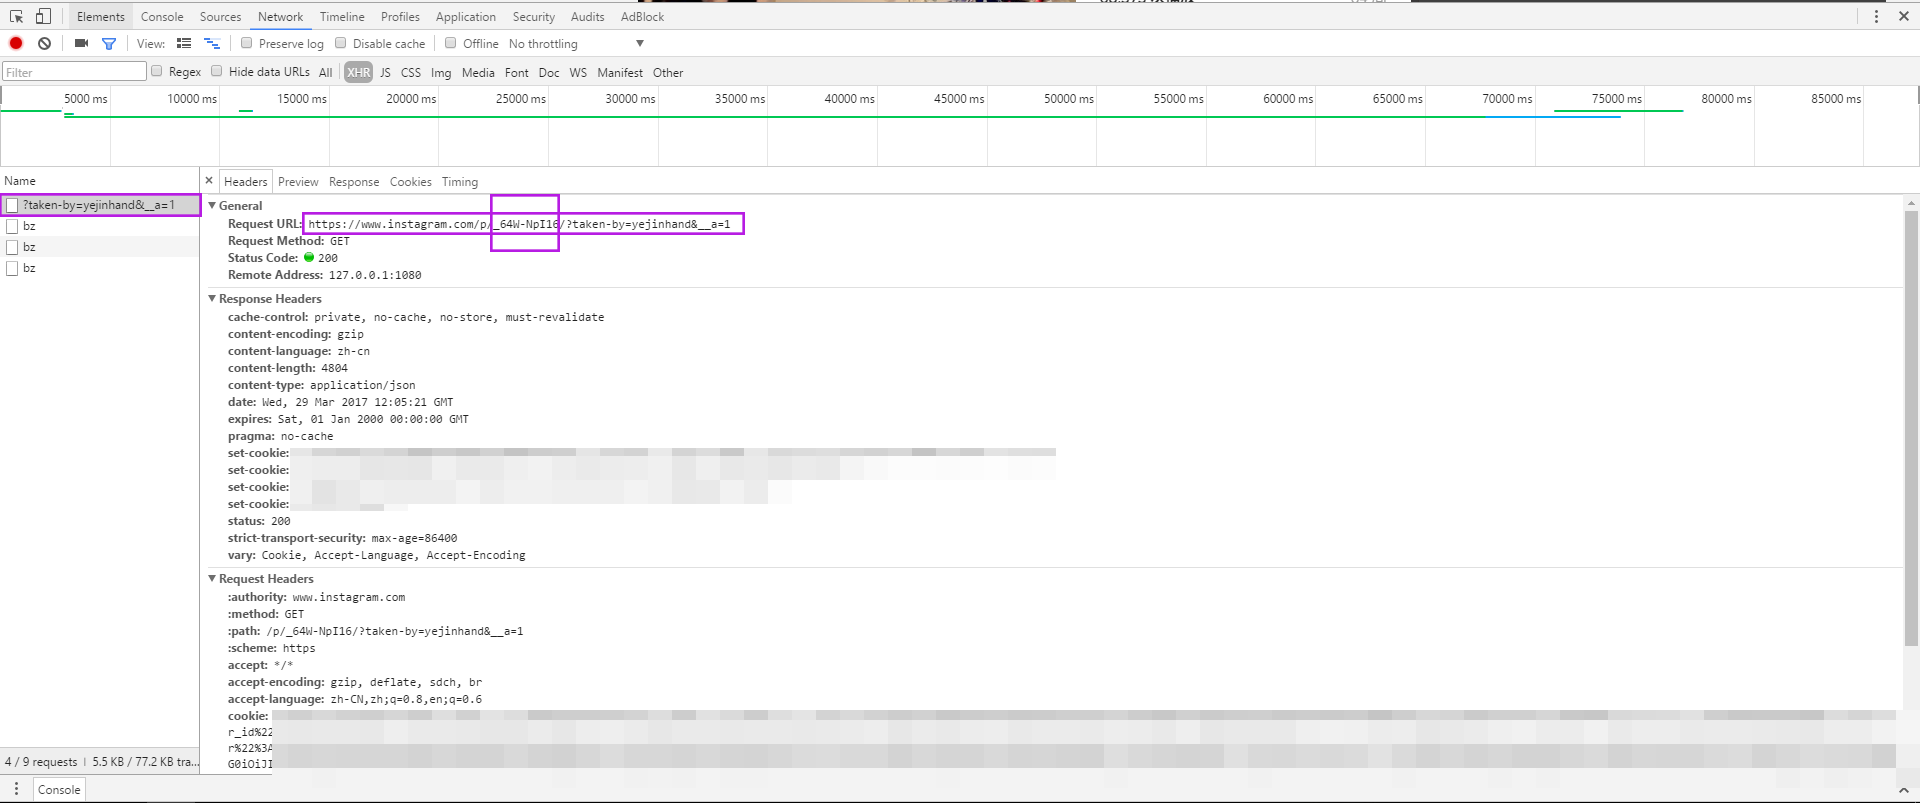 Elements Console Sources Network Timeline Profiles Application Security Audits AdBlock
View: Preserve log Disable cache Offline No throttling
Filter Regex Hide data URLs All XHR JS CSS Img Media Font Doc WS Manifest Other
5000 ms 10000 ms 15000 ms 20000 ms 25000 ms 30000 ms 35000 ms 40000 ms 45000 ms 50000 ms 55000 ms 60000 ms 65000 ms 70000 ms 75000 ms 80000 ms 85000 ms
Name
?taken-by=yejinhand&__a=1
bz
bz
bz
4 / 9 requests | 5.5 KB / 77.2 KB tra...
× Headers Preview Response Cookies Timing
General
Request URL: https://www.instagram.com/p/_64W-NpI16/?taken-by=yejinhand&__a=1
Request Method: GET
Status Code: 200
Remote Address: 127.0.0.1:1080
Response Headers
cache-control: private, no-cache, no-store, must-revalidate
content-encoding: gzip
content-language: zh-cn
content-length: 4804
content-type: application/json
date: Wed, 29 Mar 2017 12:05:21 GMT
expires: Sat, 01 Jan 2000 00:00:00 GMT
pragma: no-cache
set-cookie:
set-cookie:
set-cookie:
set-cookie:
status: 200
strict-transport-security: max-age=86400
vary: Cookie, Accept-Language, Accept-Encoding
Request Headers
:authority: www.instagram.com
:method: GET
:path: /p/_64W-NpI16/?taken-by=yejinhand&__a=1
:scheme: https
accept: */*
accept-encoding: gzip, deflate, sdch, br
accept-language: zh-CN,zh;q=0.8,en;q=0.6
cookie:
r_id%22
r%22%3A
G0iOiJI
Console